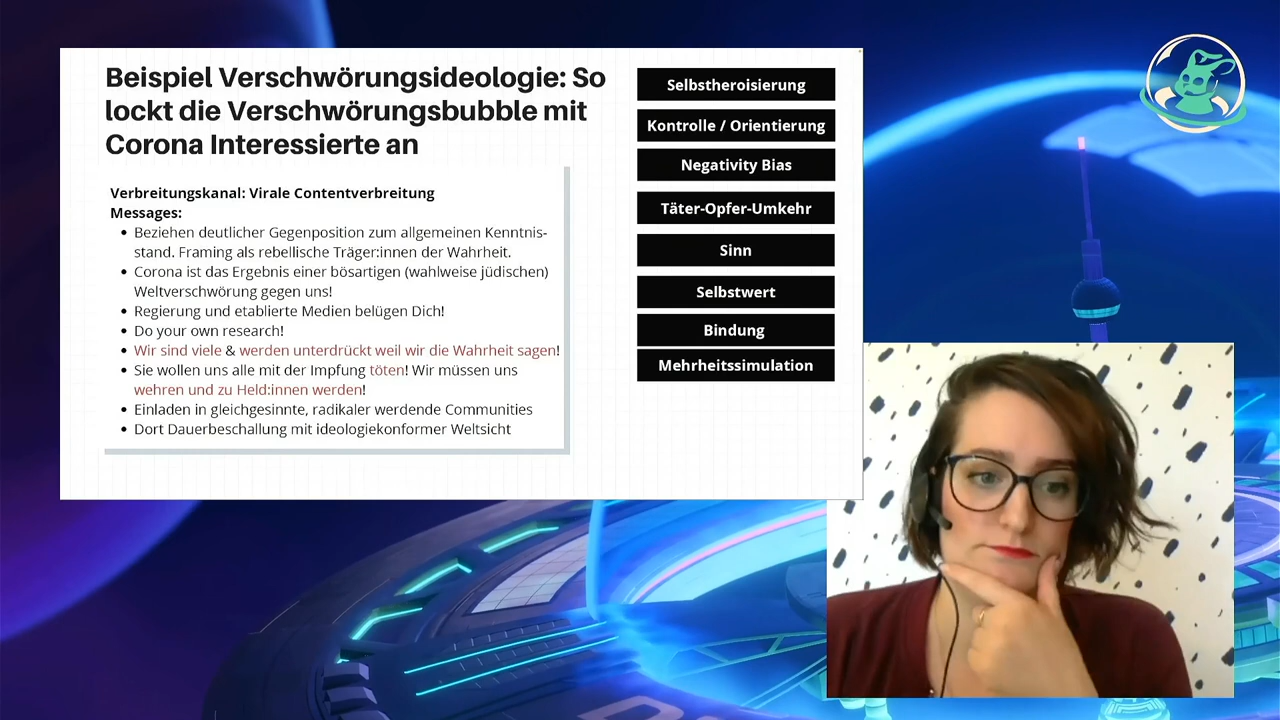 Beispiel Verschwörungsideologie: So
lockt die Verschwörungsbubble mit
Corona Interessierte an
Verbreitungskanal: Virale Contentverbreitung
Messages:
• Beziehen deutlicher Gegenposition zum allgemeinen Kenntnis-
stand. Framing als rebellische Träger:innen der Wahrheit.
• Corona ist das Ergebnis einer bösartigen (wahlweise jüdischen)
Weltverschwörung gegen uns!
• Regierung und etablierte Medien belügen Dich!
• Do your own research!
• Wir sind viele & werden unterdrückt weil wir die Wahrheit sagen!
• Sie wollen uns alle mit der Impfung töten! Wir müssen uns
wehren und zu Held:innen werden!
• Einladen in gleichgesinnte, radikaler werdende Communities
• Dort Dauerbeschallung mit ideologiekonformer Weltsicht
Selbstheroisierung
Kontrolle / Orientierung
Negativity Bias
Täter-Opfer-Umkehr
Sinn
Selbstwert
Bindung
Mehrheitssimulation